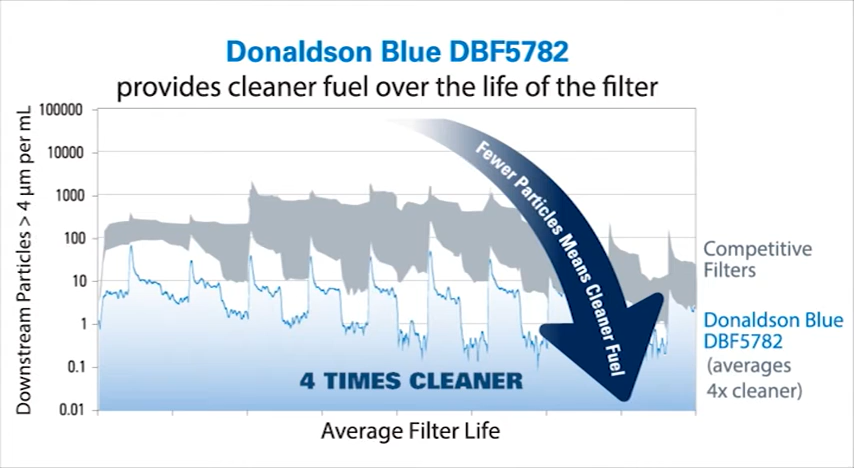 Donaldson Blue DBF5782
provides cleaner fuel over the life of the filter
Downstream Particles > 4 µm per mL
100000
10000
1000
100
10
1
0.1
0.01
Fewer Particles Means Cleaner Fuel
4 TIMES CLEANER
Competitive
Filters
Donaldson Blue
DBF5782
(averages
4x cleaner)
Average Filter Life